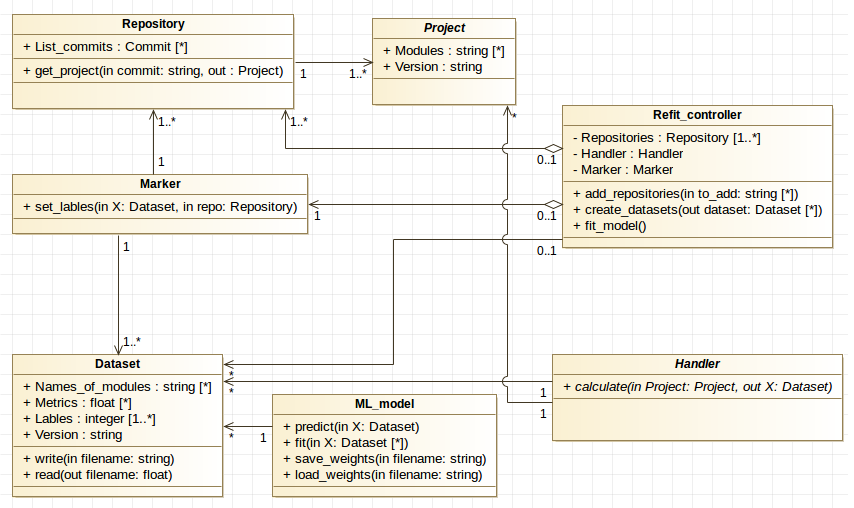 Repository
+ List_commits : Commit [*]
+ get_project(in commit: string, out : Project)
Project
+ Modules : string [*]
+ Version : string
1
1..*
Refit_controller
- Repositories : Repository [1..*]
- Handler : Handler
- Marker : Marker
+ add_repositories(in to_add: string [*])
+ create_datasets(out dataset: Dataset [*])
+ fit_model()
1..*
1..*
*
0..1
1
Marker
+ set_lables(in X: Dataset, in repo: Repository)
1
0..1
1
0..1
1..*
Dataset
+ Names_of_modules : string [*]
+ Metrics : float [*]
+ Lables : integer [1..*]
+ Version : string
+ write(in filename: string)
+ read(out filename: float)
*
*
*
Handler
+ calculate(in Project: Project, out X: Dataset)
1
1
ML_model
+ predict(in X: Dataset)
+ fit(in X: Dataset [*])
+ save_weights(in filename: string)
+ load_weights(in filename: string)
1